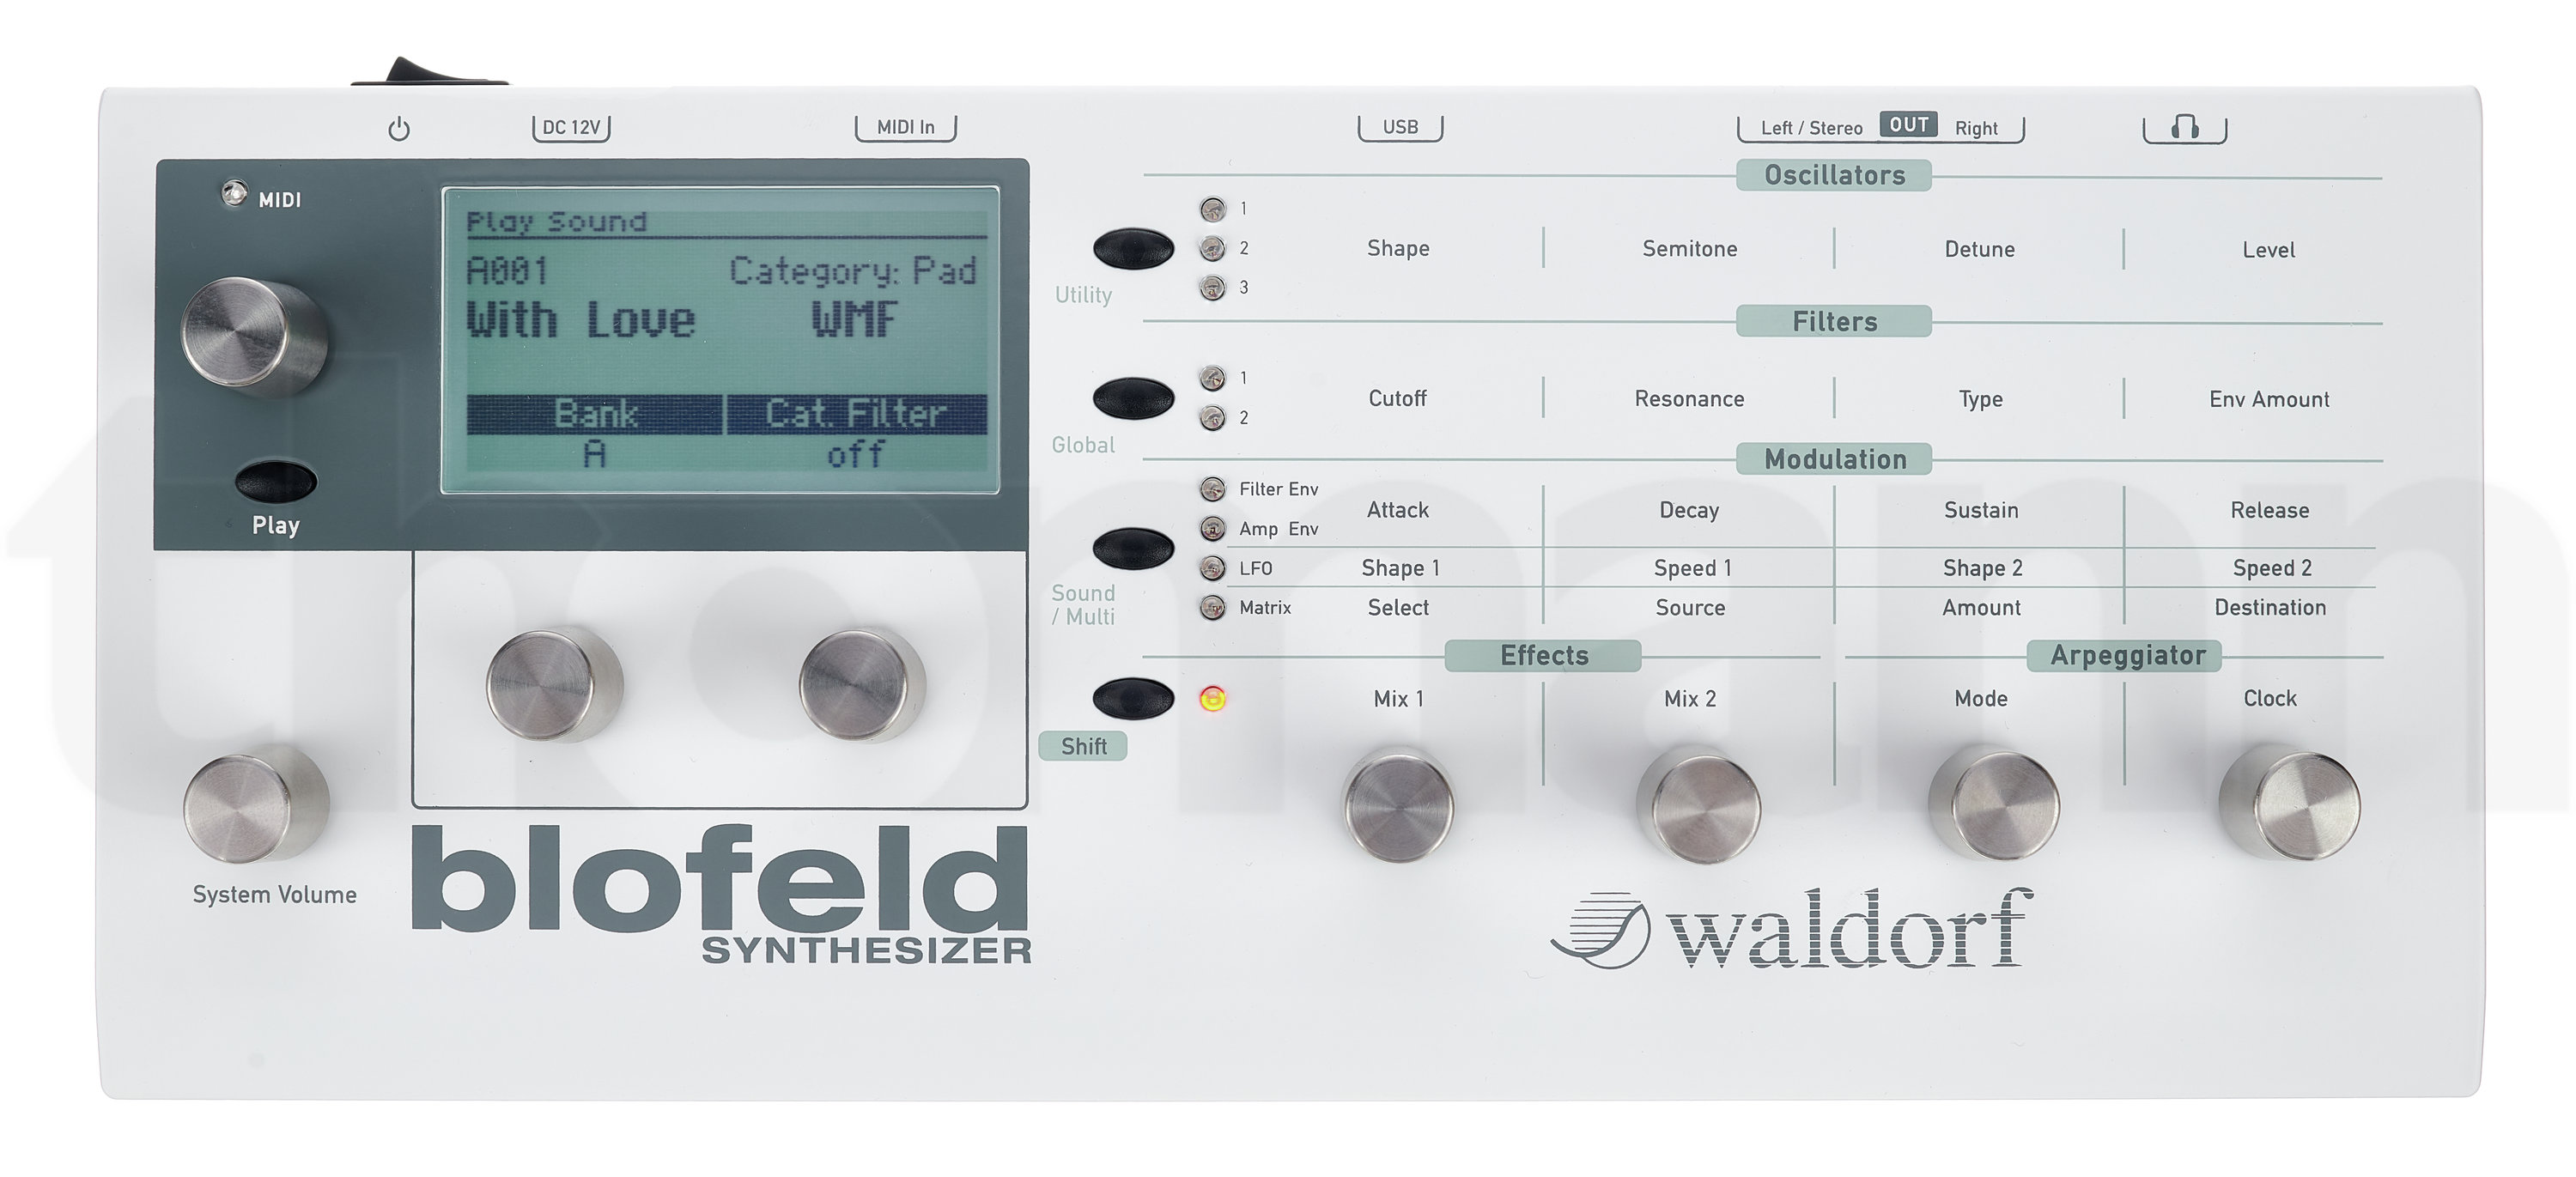 DC 12V
MIDI In
USB
Left / Stereo OUT Right
MIDI
Play Sound
A001 Category: Pad
With Love WMF
Bank Cat. Filter
A off
Play
System Volume
blofeld
SYNTHESIZER
Oscillators
1
2
3
Shape Semitone Detune Level
Utility
Filters
1
2
Cutoff Resonance Type Env Amount
Global
Modulation
Filter Env
Amp Env
Attack Decay Sustain Release
LFO Shape 1 Speed 1 Shape 2 Speed 2
Matrix Select Source Amount Destination
Sound
/ Multi
Effects Arpeggiator
Mix 1 Mix 2 Mode Clock
Shift
waldorf
thomann